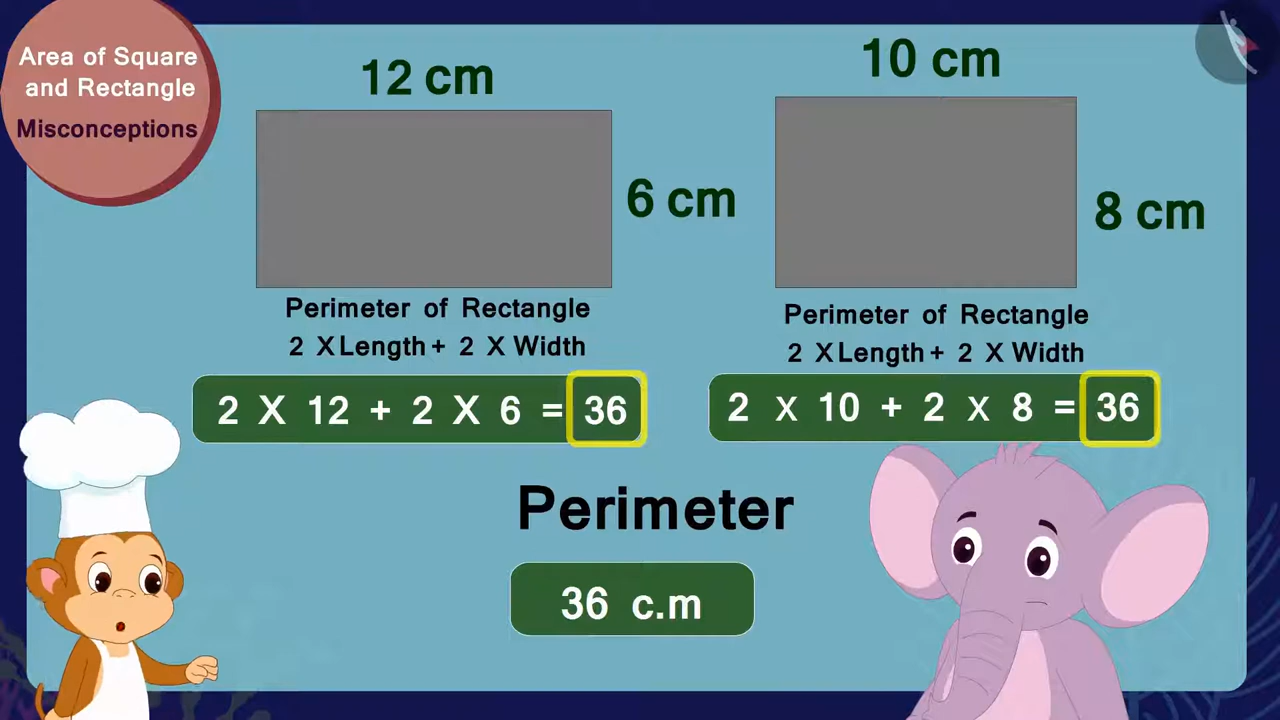 Area of Square
and Rectangle
Misconceptions
12 cm
6 cm
Perimeter of Rectangle
2 X Length + 2 X Width
2 X 12 + 2 X 6 = 36
10 cm
8 cm
Perimeter of Rectangle
2 X Length + 2 X Width
2 x 10 + 2 x 8 = 36
Perimeter
36 c.m